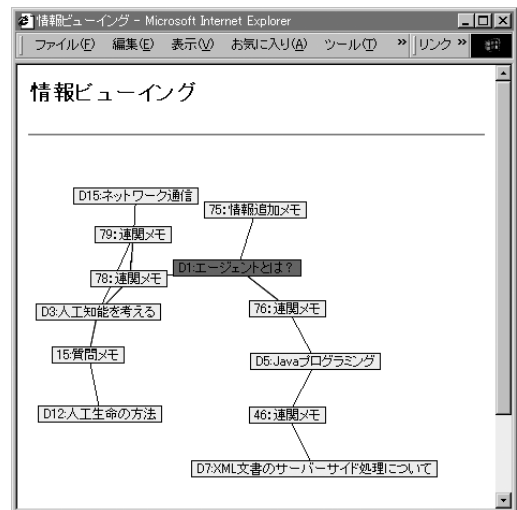 情報ビューイング - Microsoft Internet Explorer
ファイル(F) 編集(E) 表示(V) お気に入り(A) ツール(T) » リンク »
情報ビューイング
D15:ネットワーク通信
75:情報追加メモ
79:連関メモ
D1:エージェントとは？
78:連関メモ
D3:人工知能を考える
76:連関メモ
15:質問メモ
D5:Javaプログラミング
D12:人工生命の方法
46:連関メモ
D7:XML文書のサーバーサイド処理について